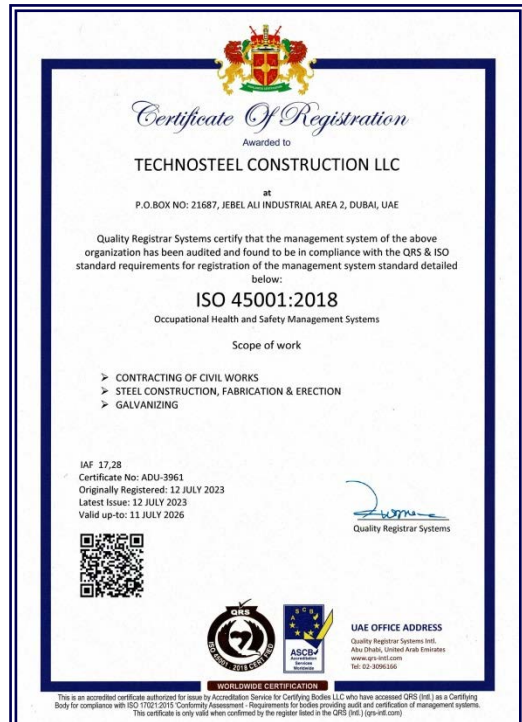 Certificate Of Registration
Awarded to
TECHNOSTEEL CONSTRUCTION LLC
at
P.O.BOX NO: 21687, JEBEL ALI INDUSTRIAL AREA 2, DUBAI, UAE
Quality Registrar Systems certify that the management system of the above
organization has been audited and found to be in compliance with the QRS & ISO
standard requirements for registration of the management system standard detailed
below:
ISO 45001:2018
Occupational Health and Safety Management Systems
Scope of work
➢ CONTRACTING OF CIVIL WORKS
➢ STEEL CONSTRUCTION, FABRICATION & ERECTION
➢ GALVANIZING
IAF 17,28
Certificate No: ADU-3961
Originally Registered: 12 JULY 2023
Latest Issue: 12 JULY 2023
Valid up-to: 11 JULY 2026
Quality Registrar Systems
QRS
ISO 45001 : 2018 CERTIFIED
ASCB
ASCB
Accreditation
Services
Worldwide
UAE OFFICE ADDRESS
Quality Registrar Systems Intl.
Abu Dhabi, United Arab Emirates
www.qrs-intl.com
Tel: 02-3096166
WORLDWIDE CERTIFICATION
This is an accredited certificate authorized for issue by Accreditation Service for Certifying Bodies LLC who have accessed QRS (Intl.) as a Certifying
Body for compliance with ISO 17021:2015 'Conformity Assessment - Requirements for bodies providing audit and certification of management systems.
This certificate is only valid when confirmed by the register listed in the QRS (Intl.) (qrs-intl.com)